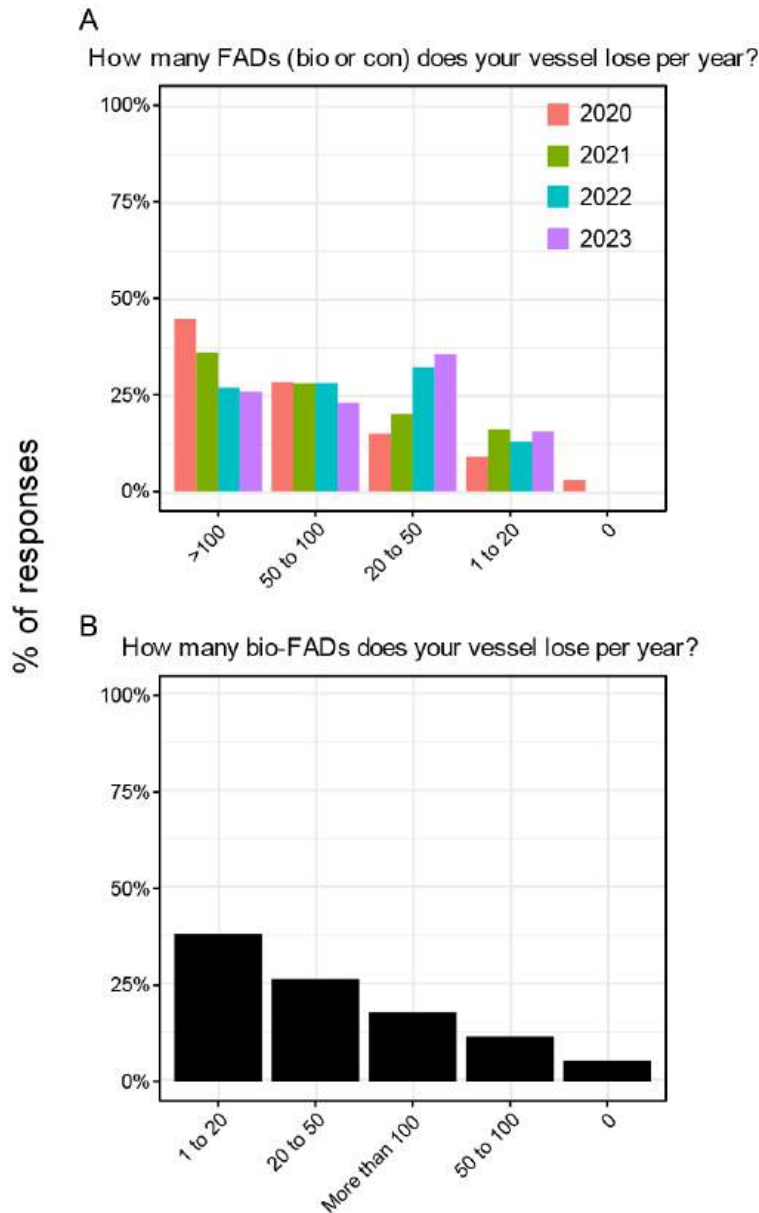 A
How many FADs (bio or con) does your vessel lose per year?
100%
75%
50%
25%
0%
2020
2021
2022
2023
>100
50 to 100
20 to 50
1 to 20
0
% of responses
B
How many bio-FADs does your vessel lose per year?
100%
75%
50%
25%
0%
1 to 20
20 to 50
More than 100
50 to 100
0